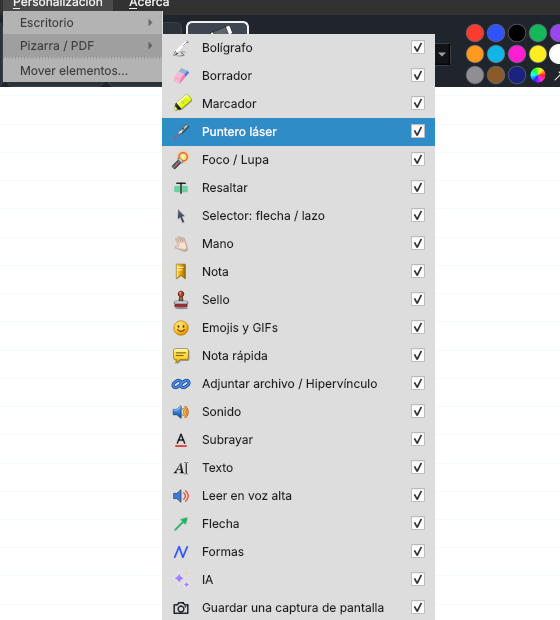 Personalización Acerca
Escritorio
Pizarra / PDF
Mover elementos...
Bolígrafo
Borrador
Marcador
Puntero láser
Foco / Lupa
Resaltar
Selector: flecha / lazo
Mano
Nota
Sello
Emojis y GIFs
Nota rápida
Adjuntar archivo / Hipervínculo
Sonido
Subrayar
Texto
Leer en voz alta
Flecha
Formas
IA
Guardar una captura de pantalla